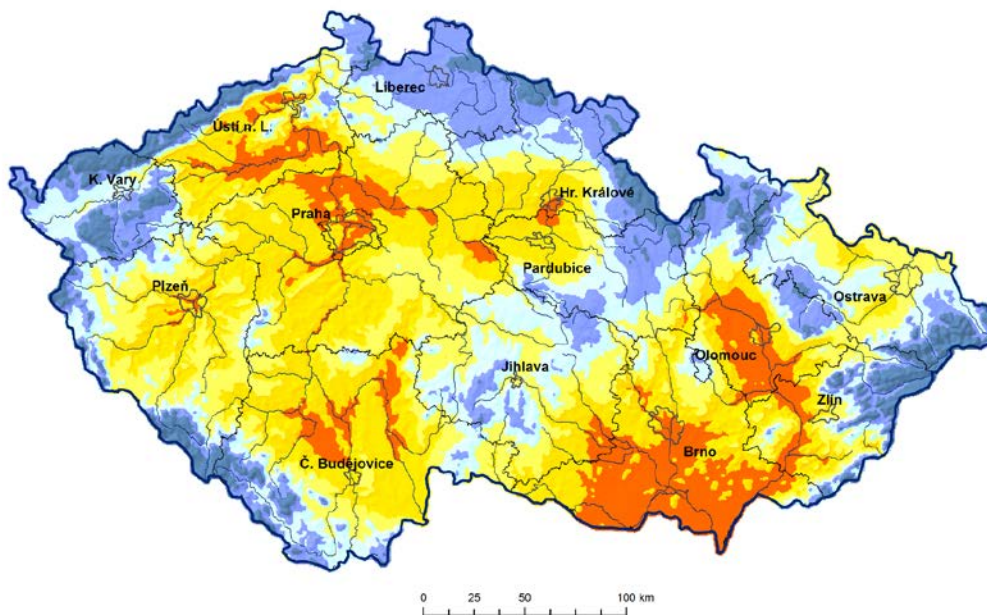 Liberec
Ústí n. L.
K. Vary
Hr. Králové
Praha
Pardubice
Plzeň
Ostrava
Olomouc
Jihlava
Zlín
Brno
Č. Budějovice
0 25 50 100 km